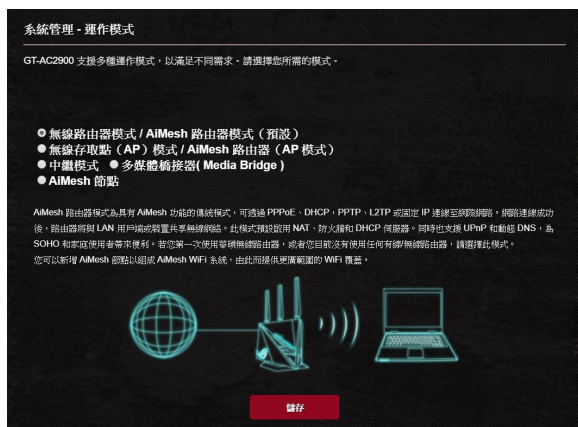 系統管理 - 運作模式
GT-AC2900 支援多種運作模式，以滿足不同需求。請選擇您所需的模式。
無線路由器模式 / AiMesh 路由器模式（預設）
無線存取點（AP）模式 / AiMesh 路由器（AP 模式）
中繼模式 多媒體橋接器( Media Bridge )
AiMesh 節點
AiMesh 路由器模式為具有 AiMesh 功能的傳統模式，可透過 PPPoE、DHCP，PPTP、L2TP 或固定 IP 連線至網際網路，網路連線成功
後，路由器將與 LAN 用戶端或裝置共享無線網路。此模式預設啟用 NAT、防火牆和 DHCP 伺服器。同時也支援 UPnP 和動態 DNS，為
SOHO 和家庭使用者帶來便利。若您第一次使用華碩無線路由器，或者您目前沒有使用任何有線/無線路由器，請選擇此模式。
您可以新增 AiMesh 節點以組成 AiMesh WiFi 系統，由此而提供更廣範圍的 WiFi 覆蓋。
儲存